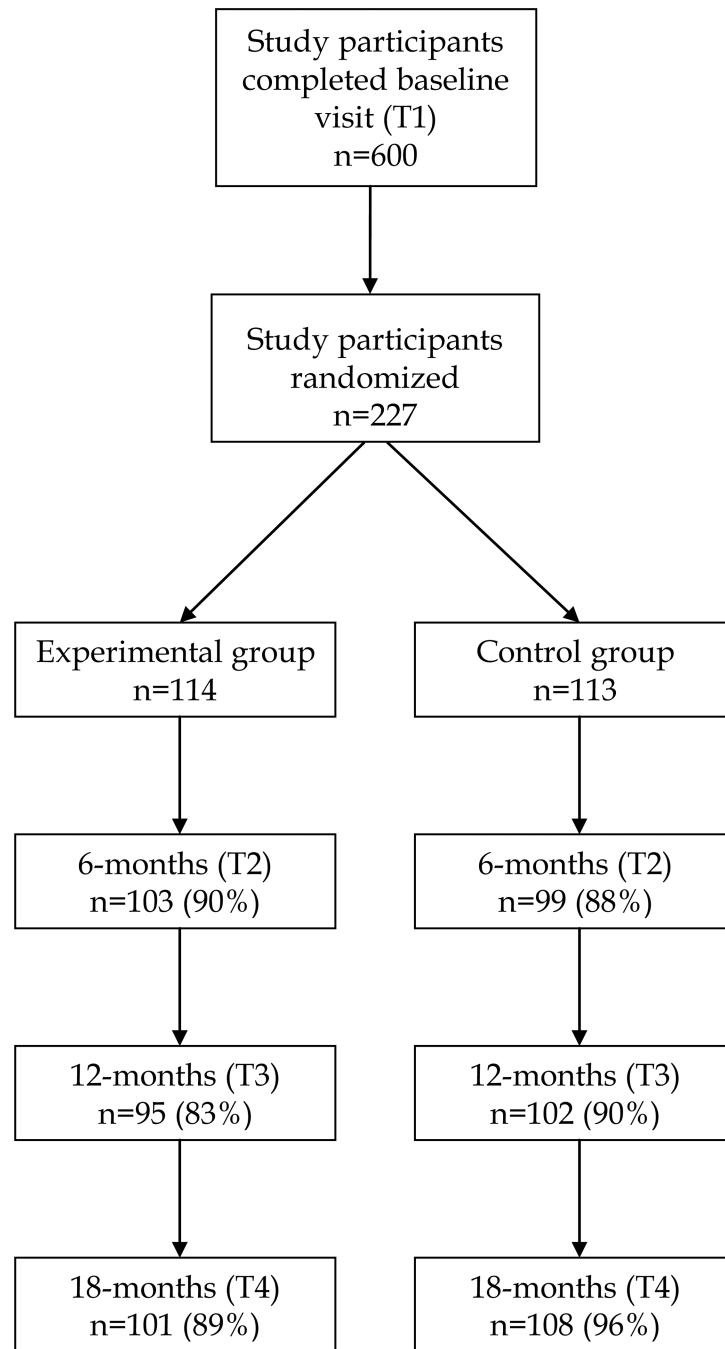 Study participants
completed baseline
visit (T1)
n=600
Study participants
randomized
n=227
Experimental group
n=114
Control group
n=113
6-months (T2)
n=103 (90%)
6-months (T2)
n=99 (88%)
12-months (T3)
n=95 (83%)
12-months (T3)
n=102 (90%)
18-months (T4)
n=101 (89%)
18-months (T4)
n=108 (96%)